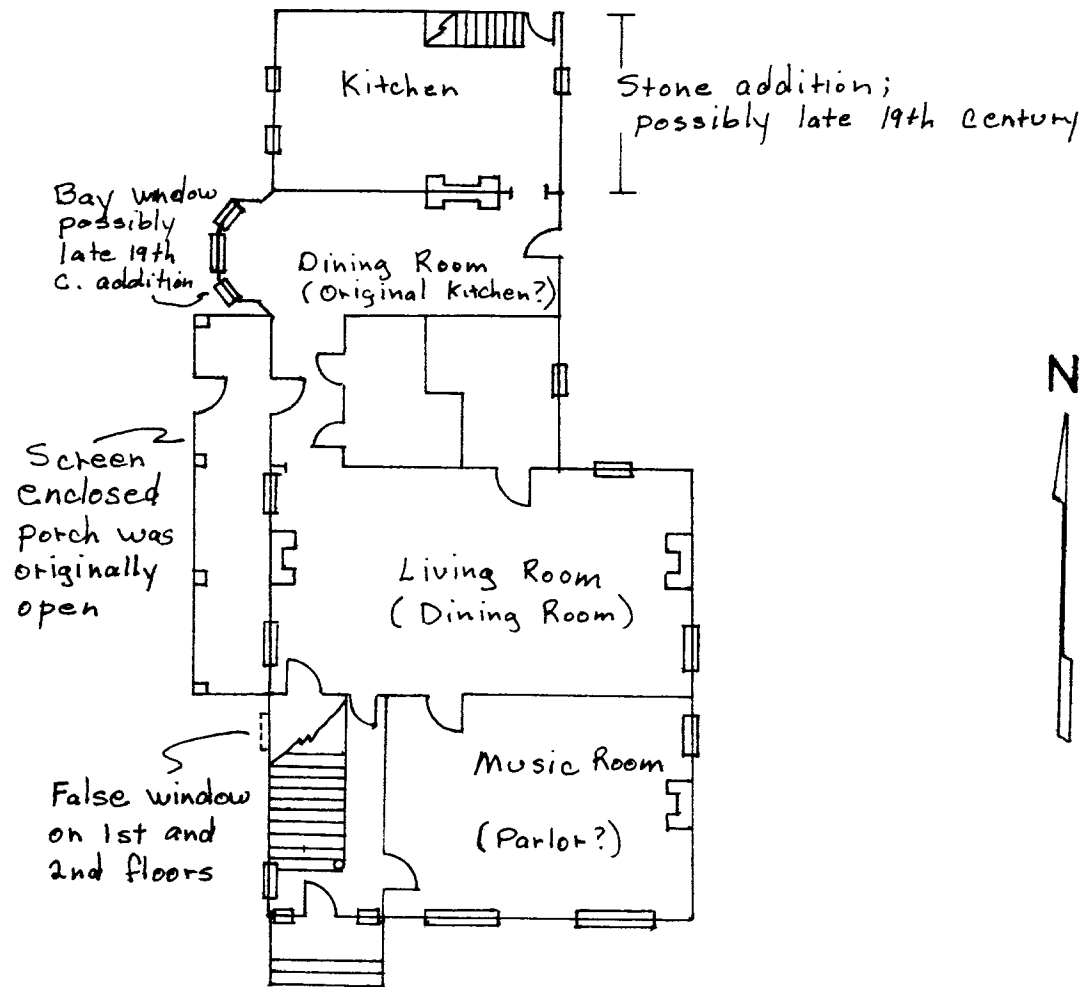 Kitchen
Stone addition;
possibly late 19th century
Bay window
possibly
late 19th
C. addition
Dining Room
(Original Kitchen?)
N
Screen
enclosed
porch was
originally
open
Living Room
(Dining Room)
Music Room
(Parlor?)
False window
on 1st and
2nd floors